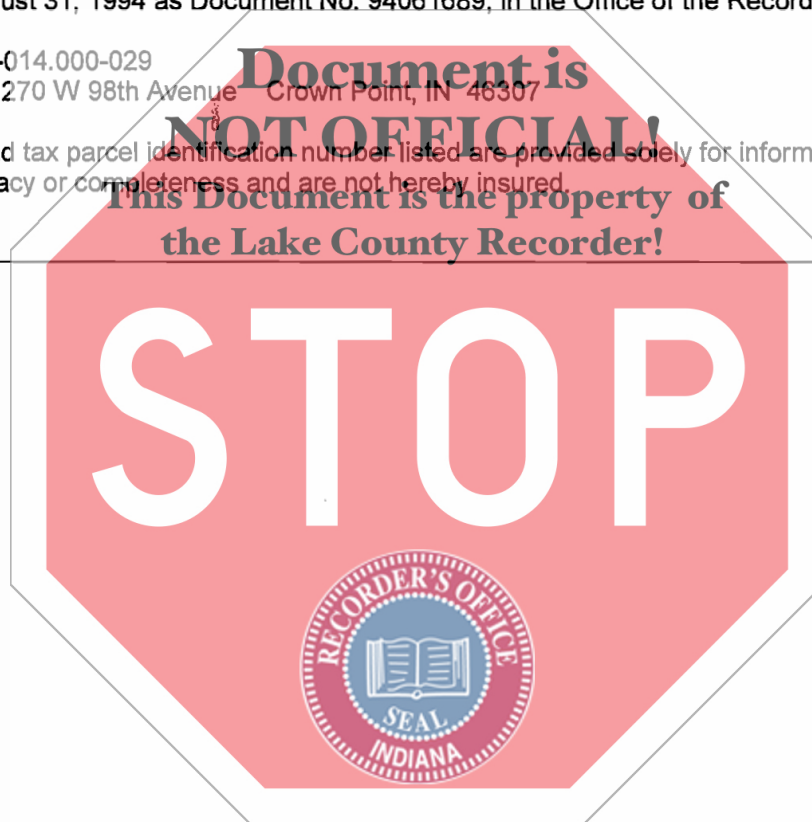 ust 31, 1994 as Document No. 94061689, in the Office of the Record
-014.000-029
270 W 98th Avenue Crown Point, IN 46307
Document is
NOT OFFICIAL!
d tax parcel identification number listed are provided solely for inform
acy or completeness and are not hereby insured.
This Document is the property of
the Lake County Recorder!
STOP
RECORDER'S OFFICE
SEAL
INDIANA